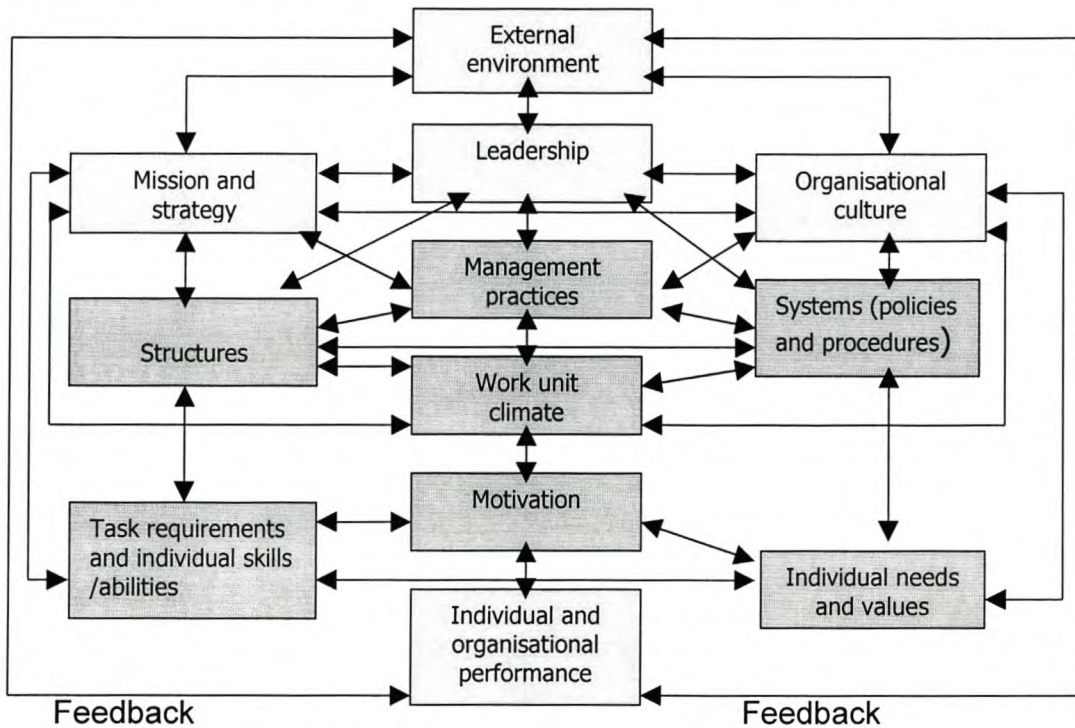 External
environment
Leadership
Mission and
strategy
Organisational
culture
Management
practices
Structures
Systems (policies
and procedures)
Work unit
climate
Motivation
Task requirements
and individual skills
/abilities
Individual needs
and values
Individual and
organisational
performance
Feedback
Feedback